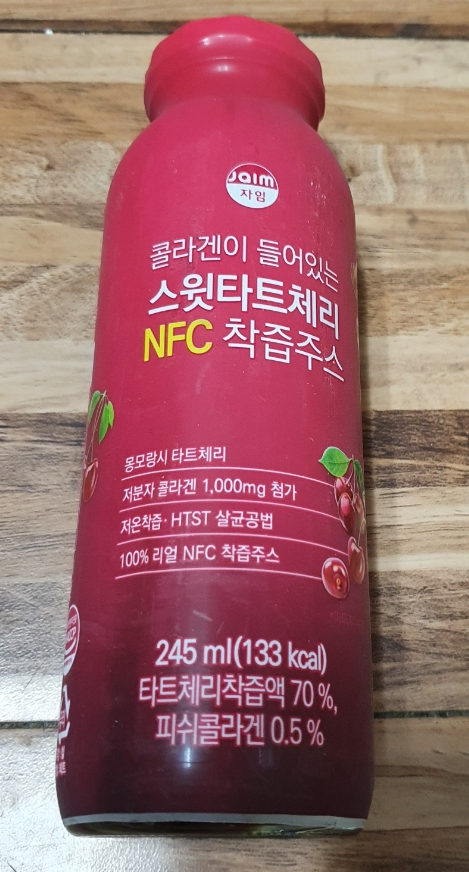 Jaim
자임
콜라겐이 들어있는
스윗타트체리
NFC 착즙주스
몽모랑시 타트체리
저분자 콜라겐 1,000mg 첨가
저온착즙· HTST 살균공법
100% 리얼 NFC 착즙주스
245 ml(133 kcal)
타트체리착즙액 70 %,
피쉬콜라겐 0.5 %